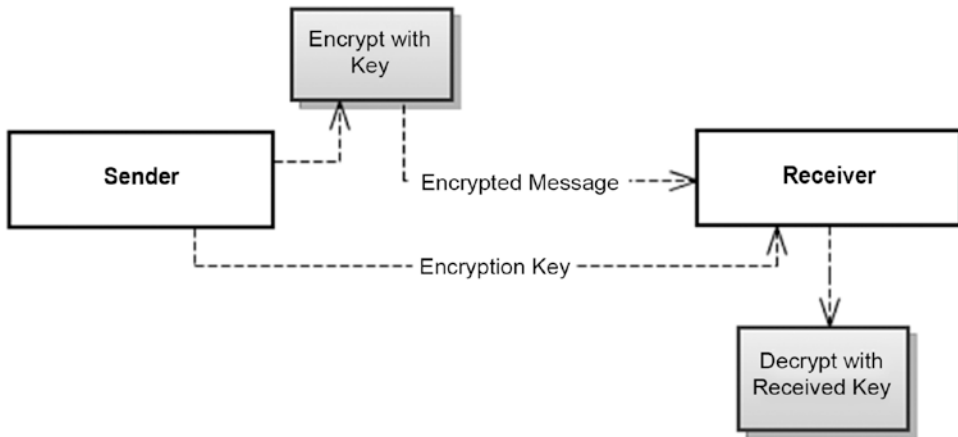 Encrypt with
Key
Sender
Encrypted Message
Receiver
Encryption Key
Decrypt with
Received Key